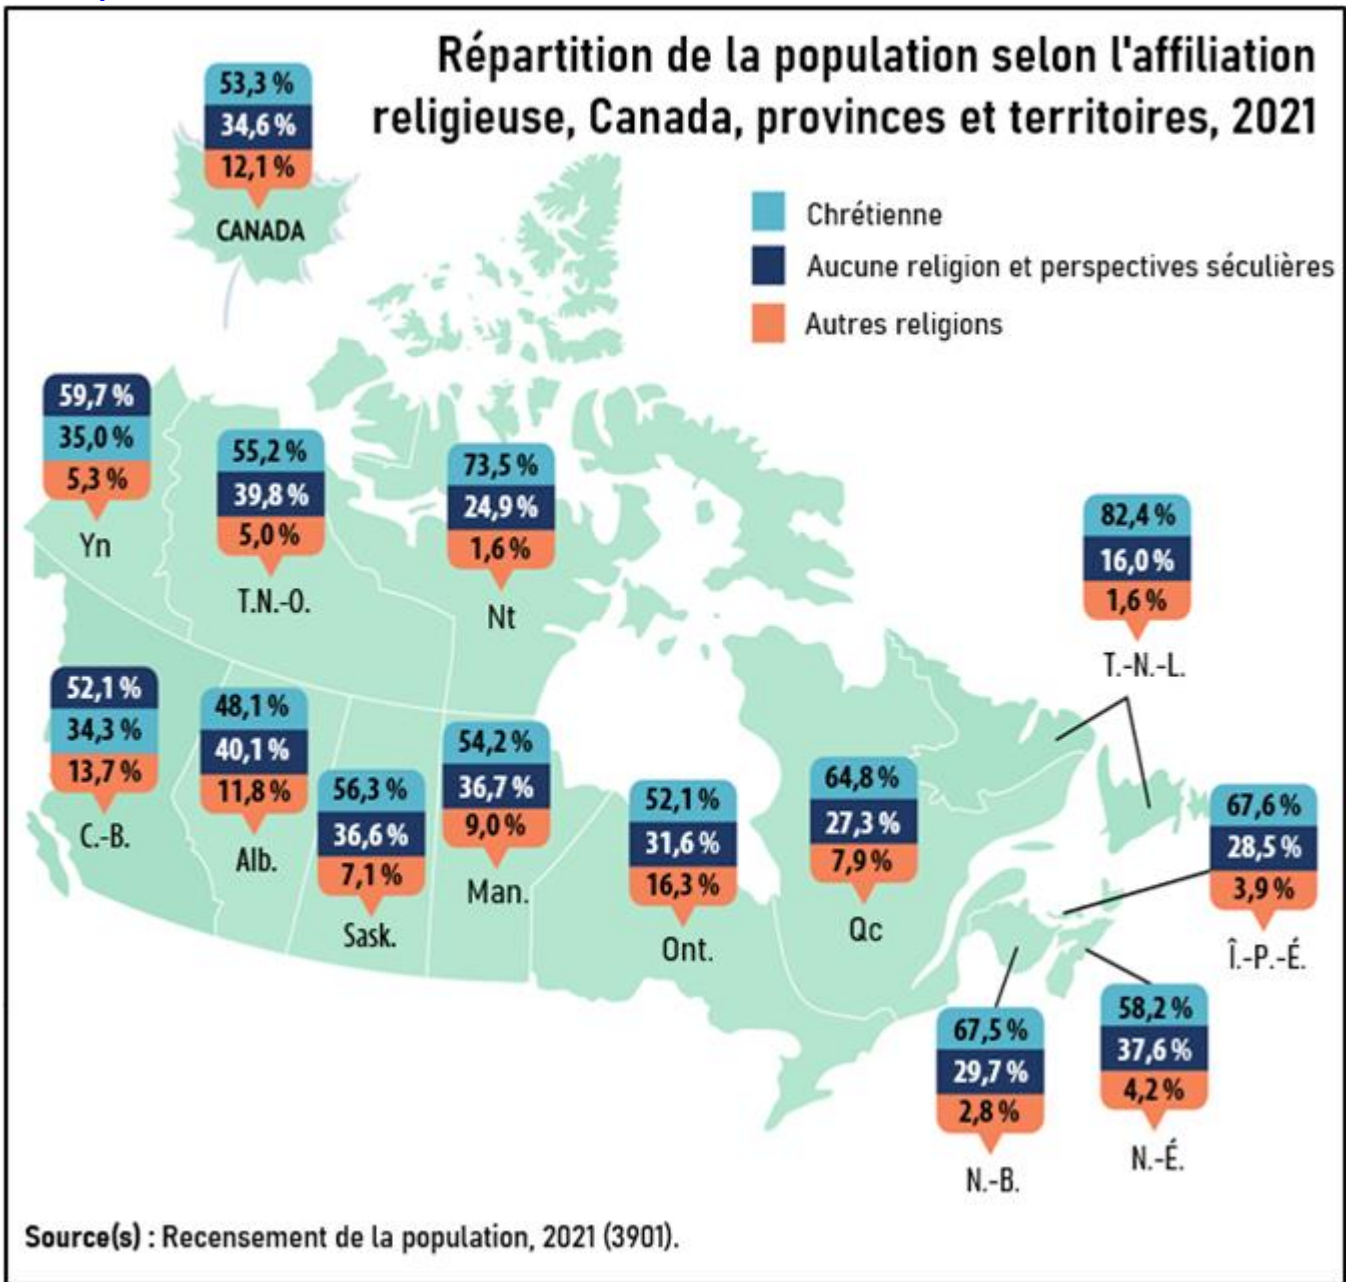 Répartition de la population selon l'affiliation
religieuse, Canada, provinces et territoires, 2021
53,3 %
34,6 %
12,1 %
CANADA
Chrétienne
Aucune religion et perspectives séculières
Autres religions
59,7 %
35,0 %
5,3 %
Yn
55,2 %
39,8 %
5,0 %
T.N.-O.
73,5 %
24,9 %
1,6 %
Nt
82,4 %
16,0 %
1,6 %
T.-N.-L.
52,1 %
34,3 %
13,7 %
C.-B.
48,1 %
40,1 %
11,8 %
Alb.
56,3 %
36,6 %
7,1 %
Sask.
54,2 %
36,7 %
9,0 %
Man.
52,1 %
31,6 %
16,3 %
Ont.
64,8 %
27,3 %
7,9 %
Qc
67,6 %
28,5 %
3,9 %
Î.-P.-É.
67,5 %
29,7 %
2,8 %
N.-B.
58,2 %
37,6 %
4,2 %
N.-É.
Source(s) : Recensement de la population, 2021 (3901).